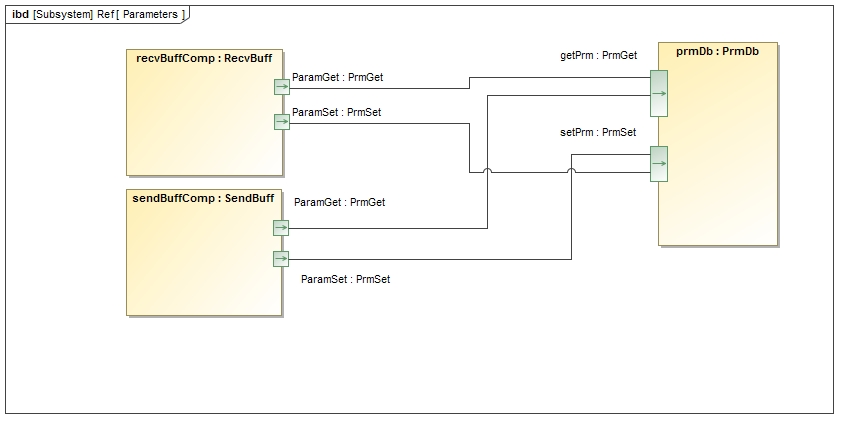 ibd [Subsystem] Ref [ Parameters ]
recvBuffComp : RecvBuff
ParamGet : PrmGet
ParamSet : PrmSet
getPrm : PrmGet
prmDb : PrmDb
setPrm : PrmSet
sendBuffComp : SendBuff
ParamGet : PrmGet
ParamSet : PrmSet